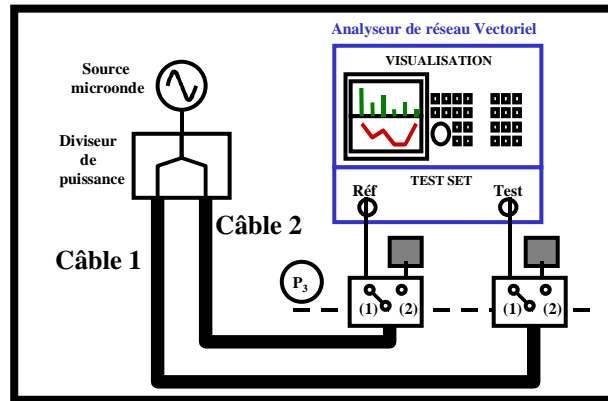 Analyseur de réseau Vectoriel
Source
microonde
VISUALISATION
Diviseur
de
puissance
TEST SET
Réf
Test
Câble 2
Câble 1
P3
(1)
(2)
(1)
(2)